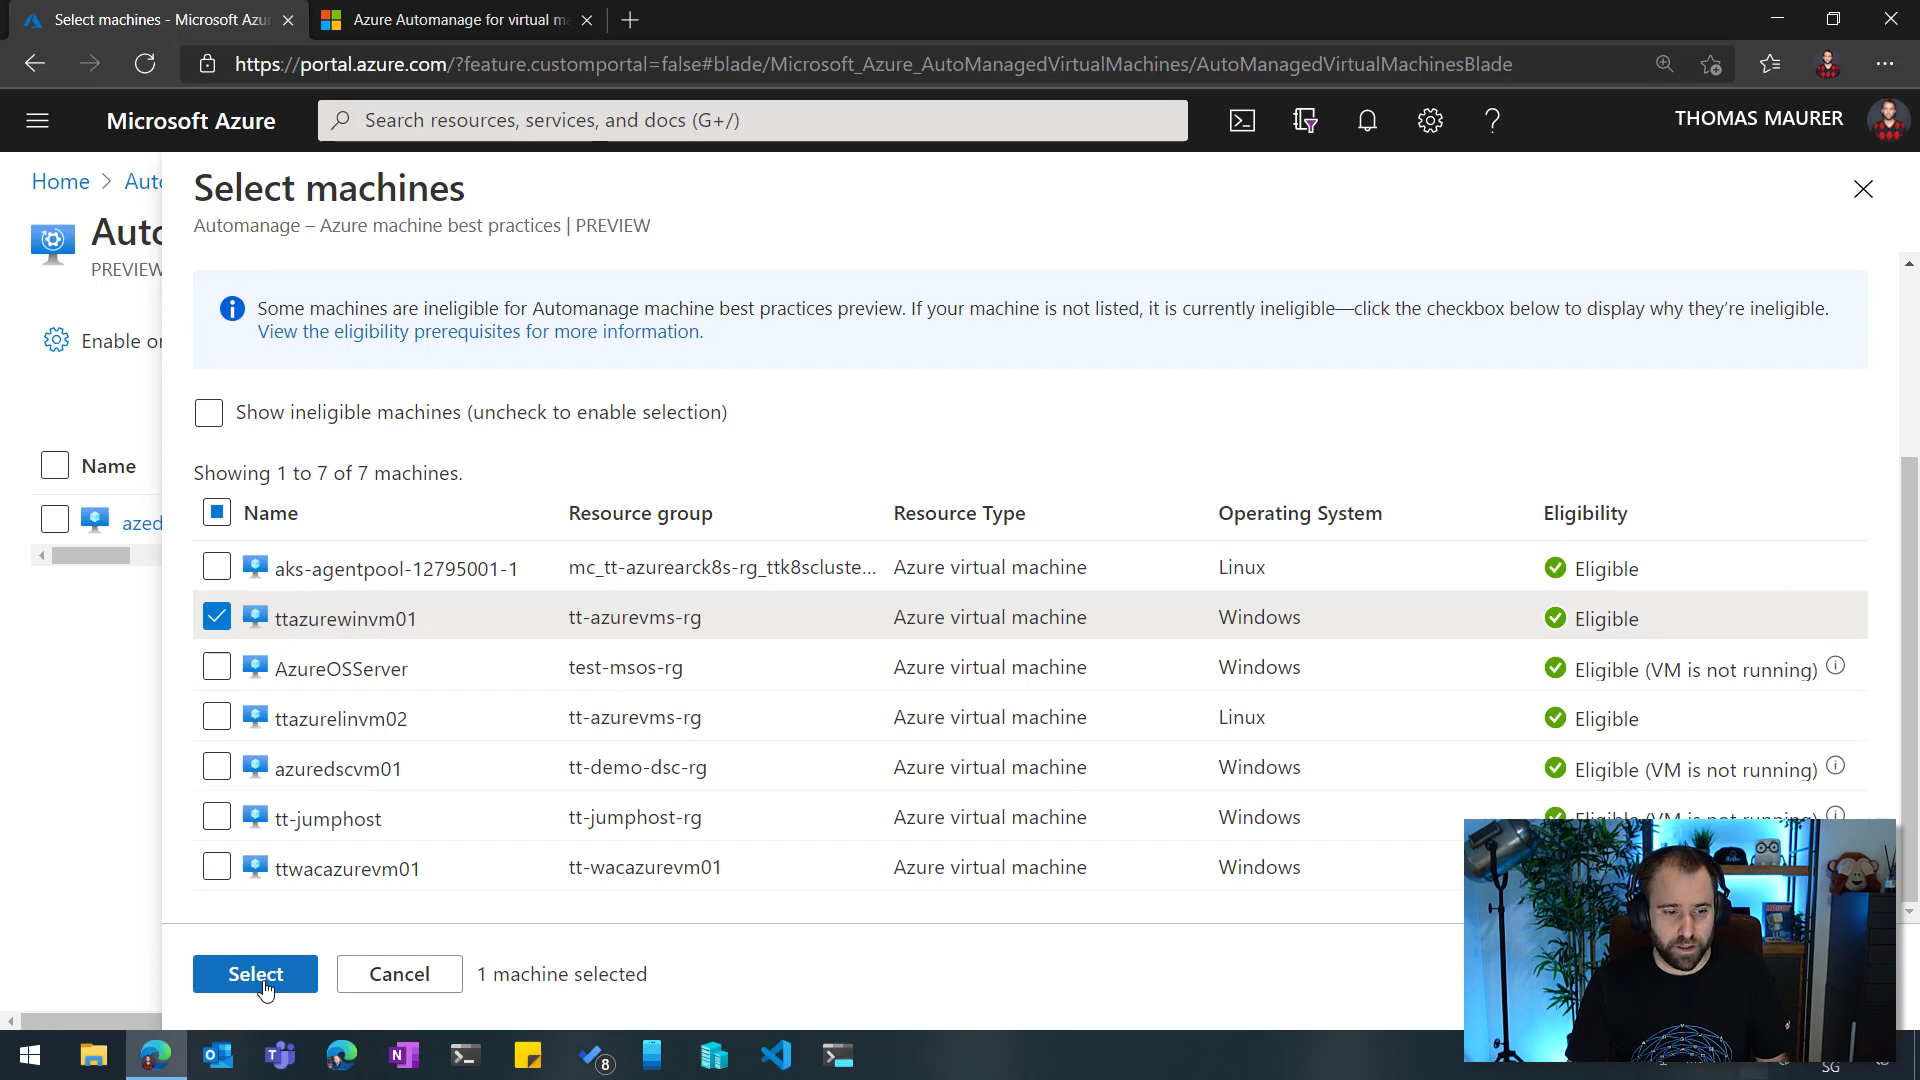 Select machines - Microsoft Azur
Azure Automanage for virtual m
https://portal.azure.com/?feature.customportal=false#blade/Microsoft_Azure_AutoManagedVirtualMachines/AutoManagedVirtualMachinesBlade
Microsoft Azure
Search resources, services, and docs (G+/)
THOMAS MAURER
Home > Auto
Auto
PREVIEW
Enable or
Name
azed
Select machines
Automanage – Azure machine best practices | PREVIEW
Some machines are ineligible for Automanage machine best practices preview. If your machine is not listed, it is currently ineligible—click the checkbox below to display why they're ineligible.
View the eligibility prerequisites for more information.
Show ineligible machines (uncheck to enable selection)
Showing 1 to 7 of 7 machines.
Name Resource group Resource Type Operating System Eligibility
aks-agentpool-12795001-1 mc_tt-azurearck8s-rg_ttk8scluste... Azure virtual machine Linux Eligible
ttazurewinvm01 tt-azurevms-rg Azure virtual machine Windows Eligible
AzureOSServer test-msos-rg Azure virtual machine Windows Eligible (VM is not running)
ttazurelinvm02 tt-azurevms-rg Azure virtual machine Linux Eligible
azuredscvm01 tt-demo-dsc-rg Azure virtual machine Windows Eligible (VM is not running)
tt-jumphost tt-jumphost-rg Azure virtual machine Windows Eligible (VM is not running)
ttwacazurevm01 tt-wacazurevm01 Azure virtual machine Windows
Select Cancel 1 machine selected
8
SG